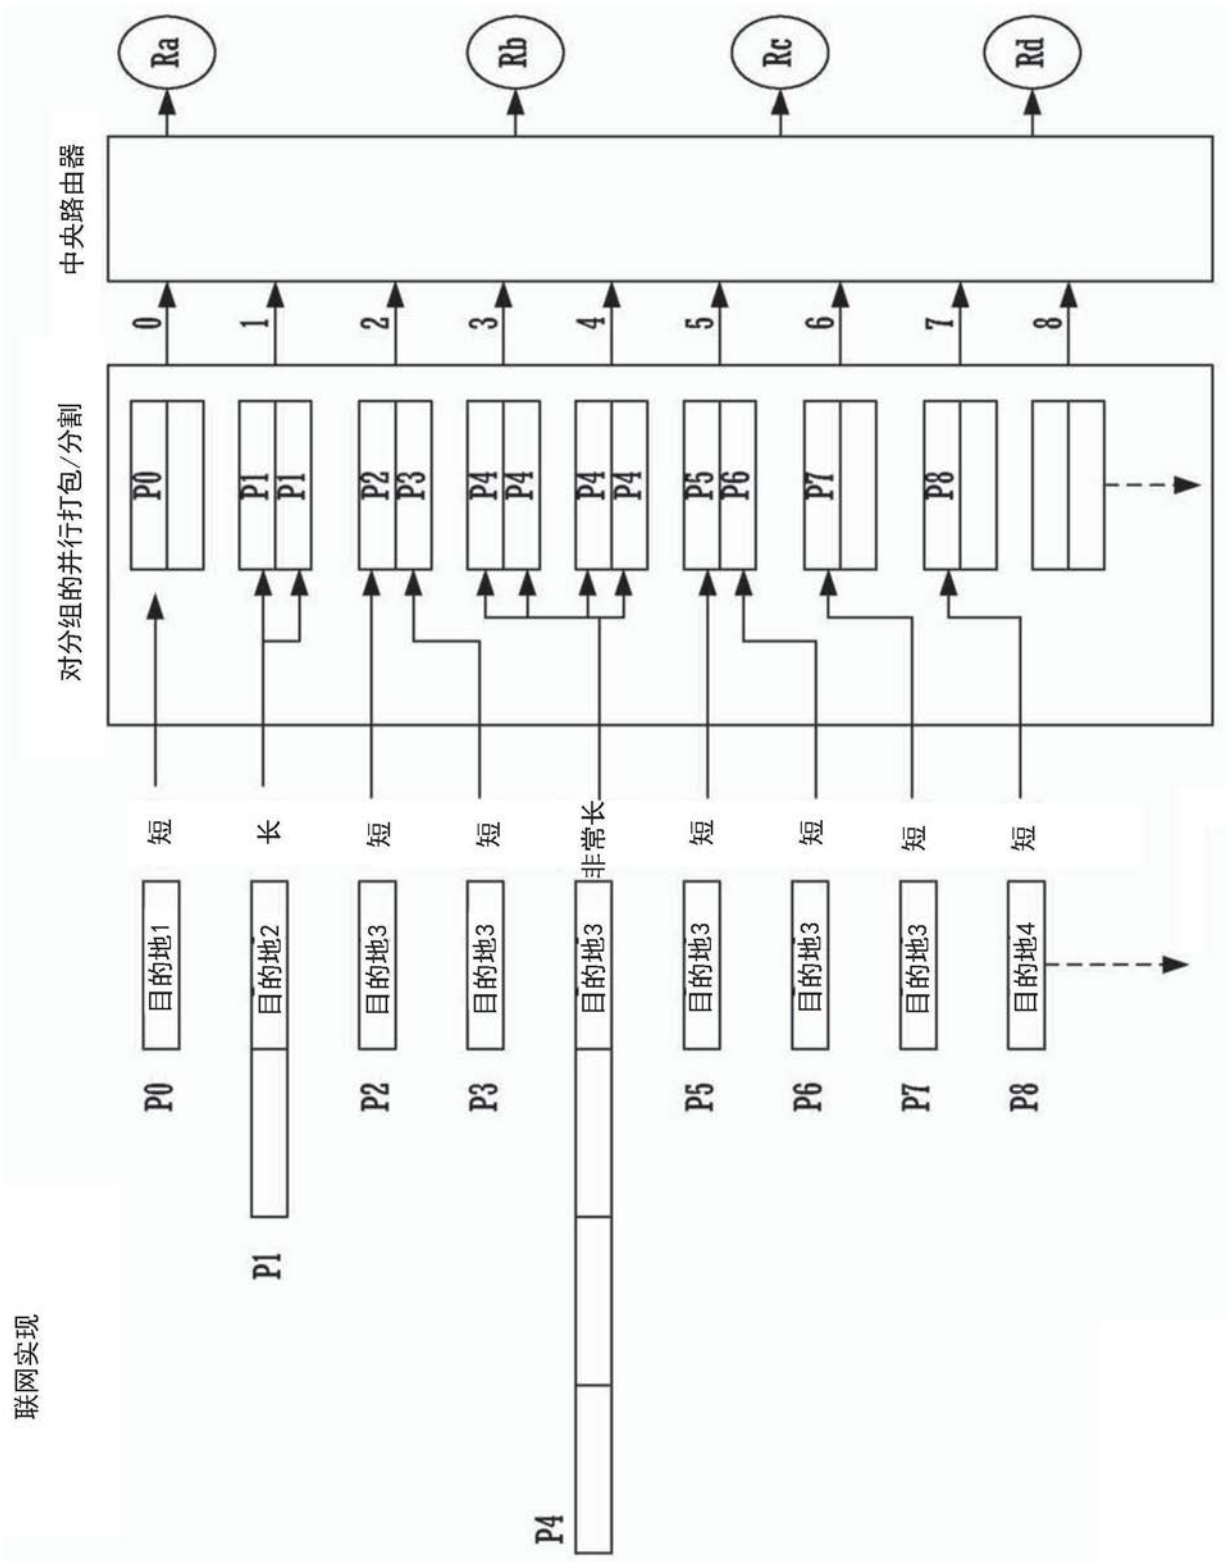 联网实现
P0
目的地1
短
P1
目的地2
长
P2
目的地3
短
P3
目的地3
短
P4
目的地3
非常长
P5
目的地3
短
P6
目的地3
短
P7
目的地3
短
P8
目的地4
短
对分组的并行打包/分割
P0
P1
P1
P2
P3
P4
P4
P4
P4
P5
P6
P7
P8
0
1
2
3
4
5
6
7
8
中央路由器
Ra
Rb
Rc
Rd